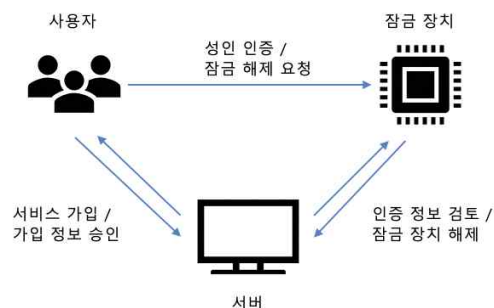 사용자
잠금 장치
성인 인증 /
잠금 해제 요청
서비스 가입 /
가입 정보 승인
인증 정보 검토 /
잠금 장치 해제
서버